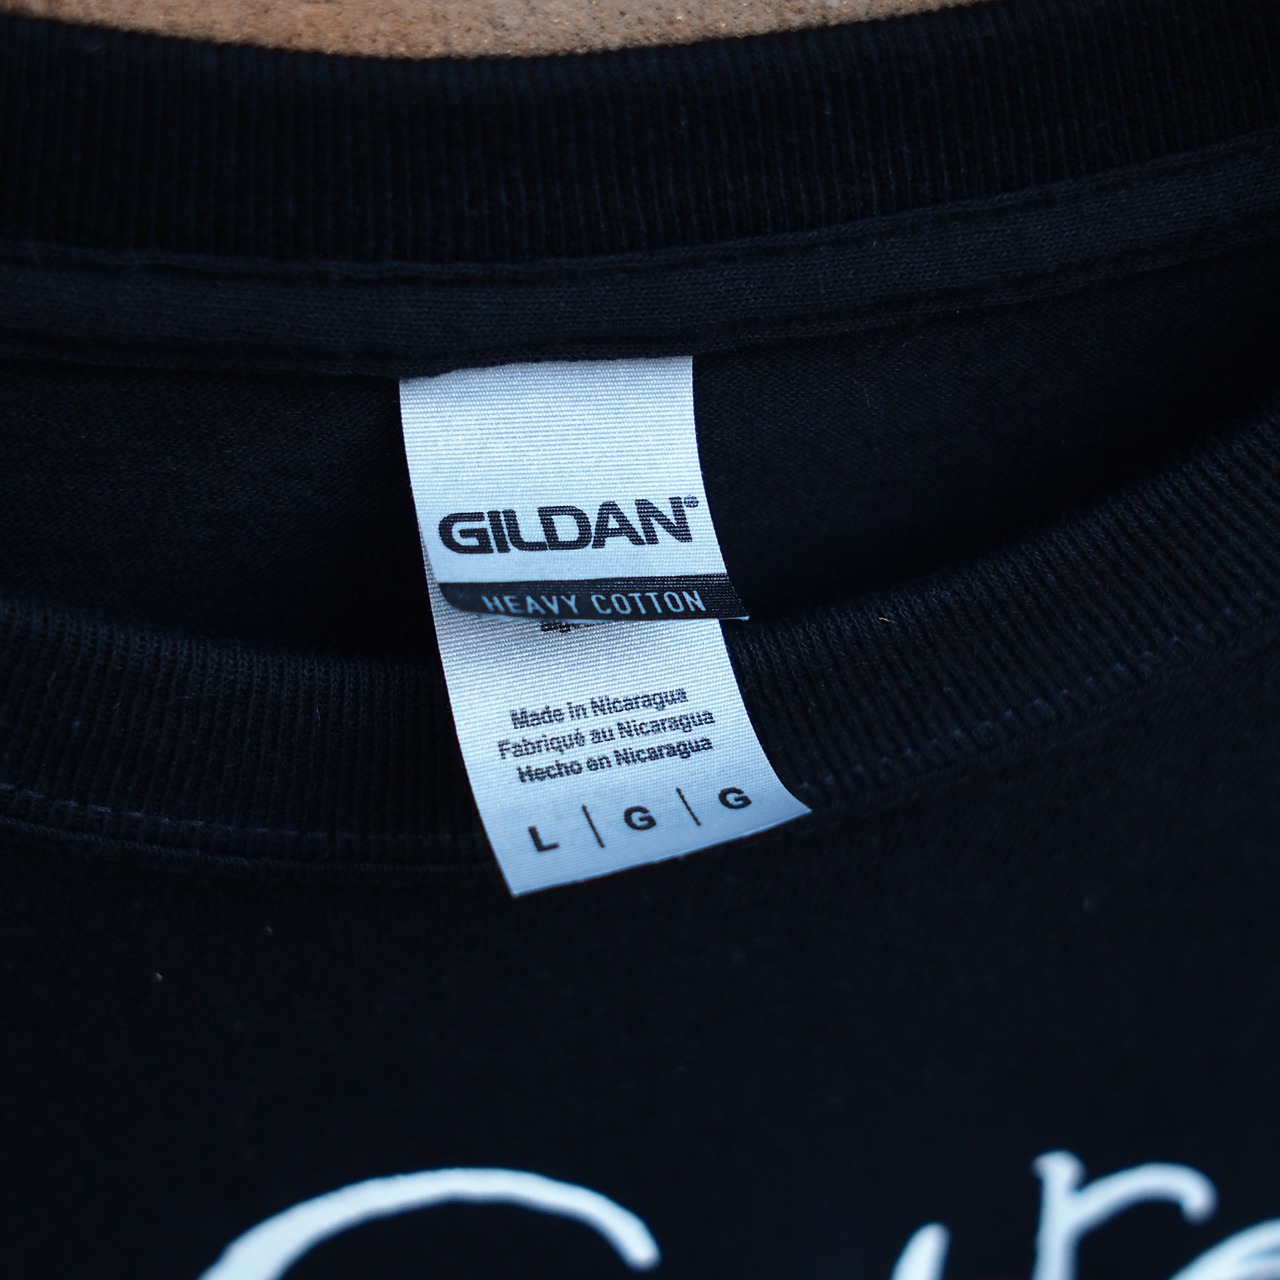 GILDAN®
HEAVY COTTON
Made in Nicaragua
Fabriqué au Nicaragua
Hecho en Nicaragua
L | G | G